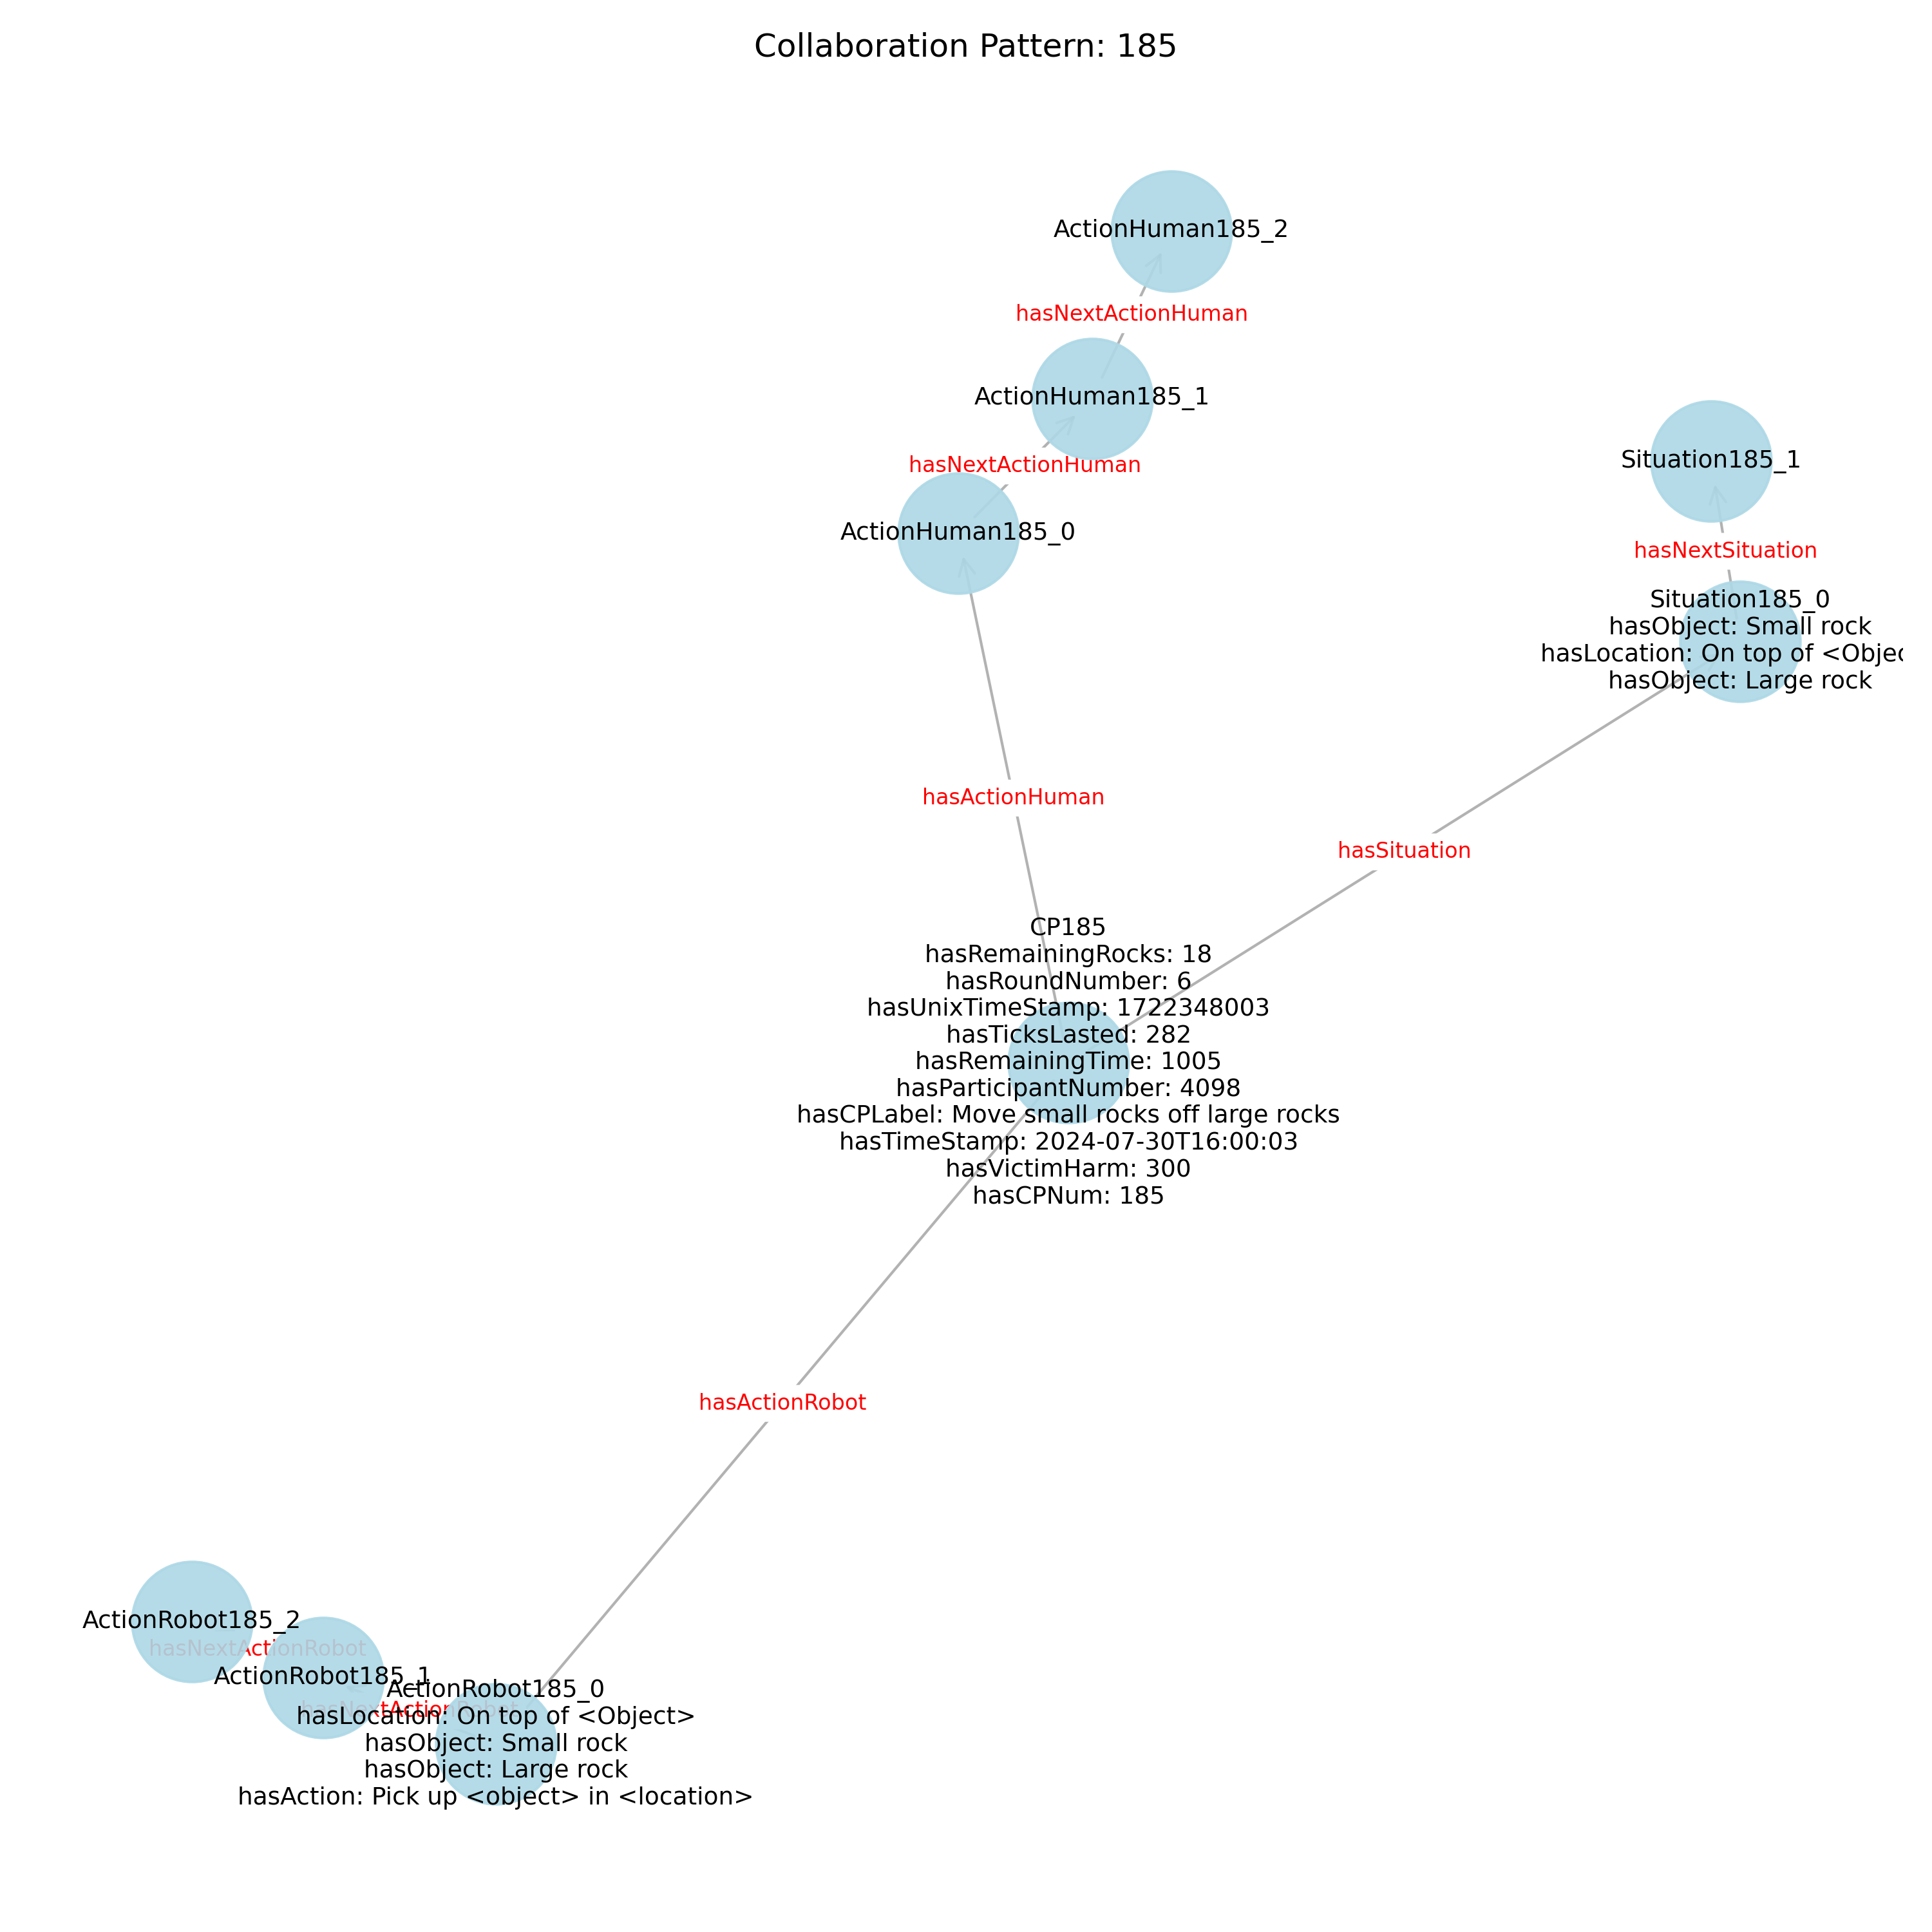 Collaboration Pattern: 185
ActionHuman185_2
hasNextActionHuman
ActionHuman185_1
hasNextActionHuman
ActionHuman185_0
Situation185_1
hasNextSituation
Situation185_0
hasObject: Small rock
hasLocation: On top of <Objec
hasObject: Large rock
hasActionHuman
hasSituation
CP185
hasRemainingRocks: 18
hasRoundNumber: 6
hasUnixTimeStamp: 1722348003
hasTicksLasted: 282
hasRemainingTime: 1005
hasParticipantNumber: 4098
hasCPLabel: Move small rocks off large rocks
hasTimeStamp: 2024-07-30T16:00:03
hasVictimHarm: 300
hasCPNum: 185
hasActionRobot
ActionRobot185_2
hasNextActionRobot
ActionRobot185_1
hasNextActionRobot
ActionRobot185_0
hasLocation: On top of <Object>
hasObject: Small rock
hasObject: Large rock
hasAction: Pick up <object> in <location>